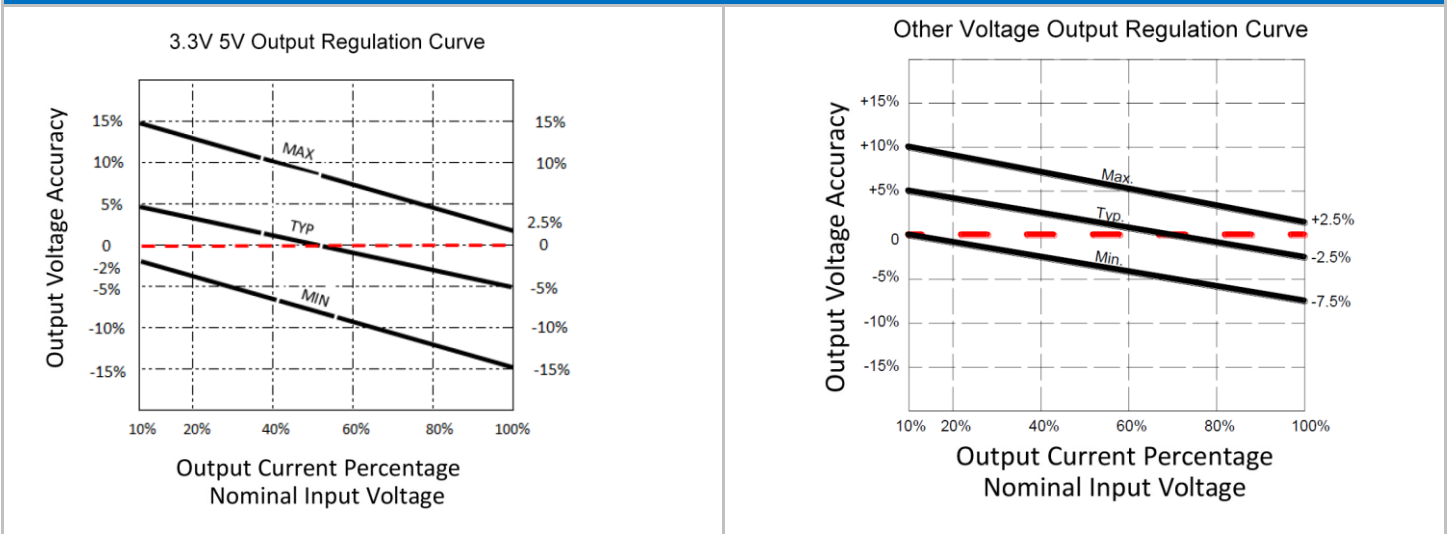 3.3V 5V Output Regulation Curve
Output Voltage Accuracy
15%
10%
5%
0
-2%
-5%
-10%
-15%
MAX
TYP
MIN
15%
10%
2.5%
0
-5%
-10%
-15%
10% 20% 40% 60% 80% 100%
Output Current Percentage
Nominal Input Voltage
Other Voltage Output Regulation Curve
Output Voltage Accuracy
+15%
+10%
+5%
0
-5%
-10%
-15%
Max.
Typ.
Min.
+2.5%
-2.5%
-7.5%
10% 20% 40% 60% 80% 100%
Output Current Percentage
Nominal Input Voltage